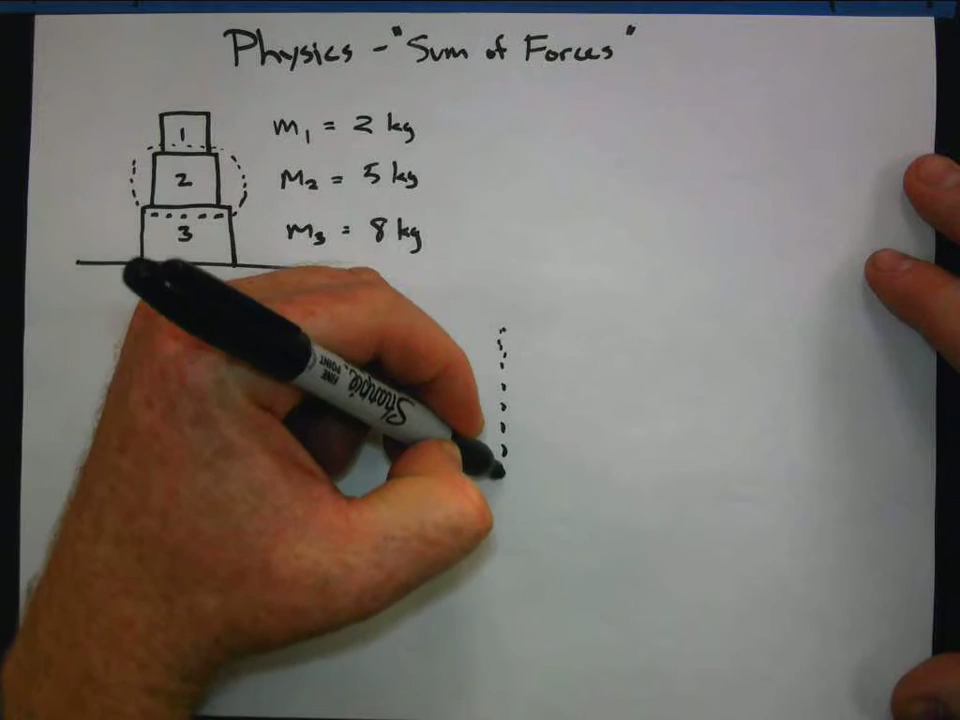 Physics - "Sum of Forces"
1
m₁ = 2 kg
2
m₂ = 5 kg
3
m₃ = 8 kg
Sharpie.
FINE POINT